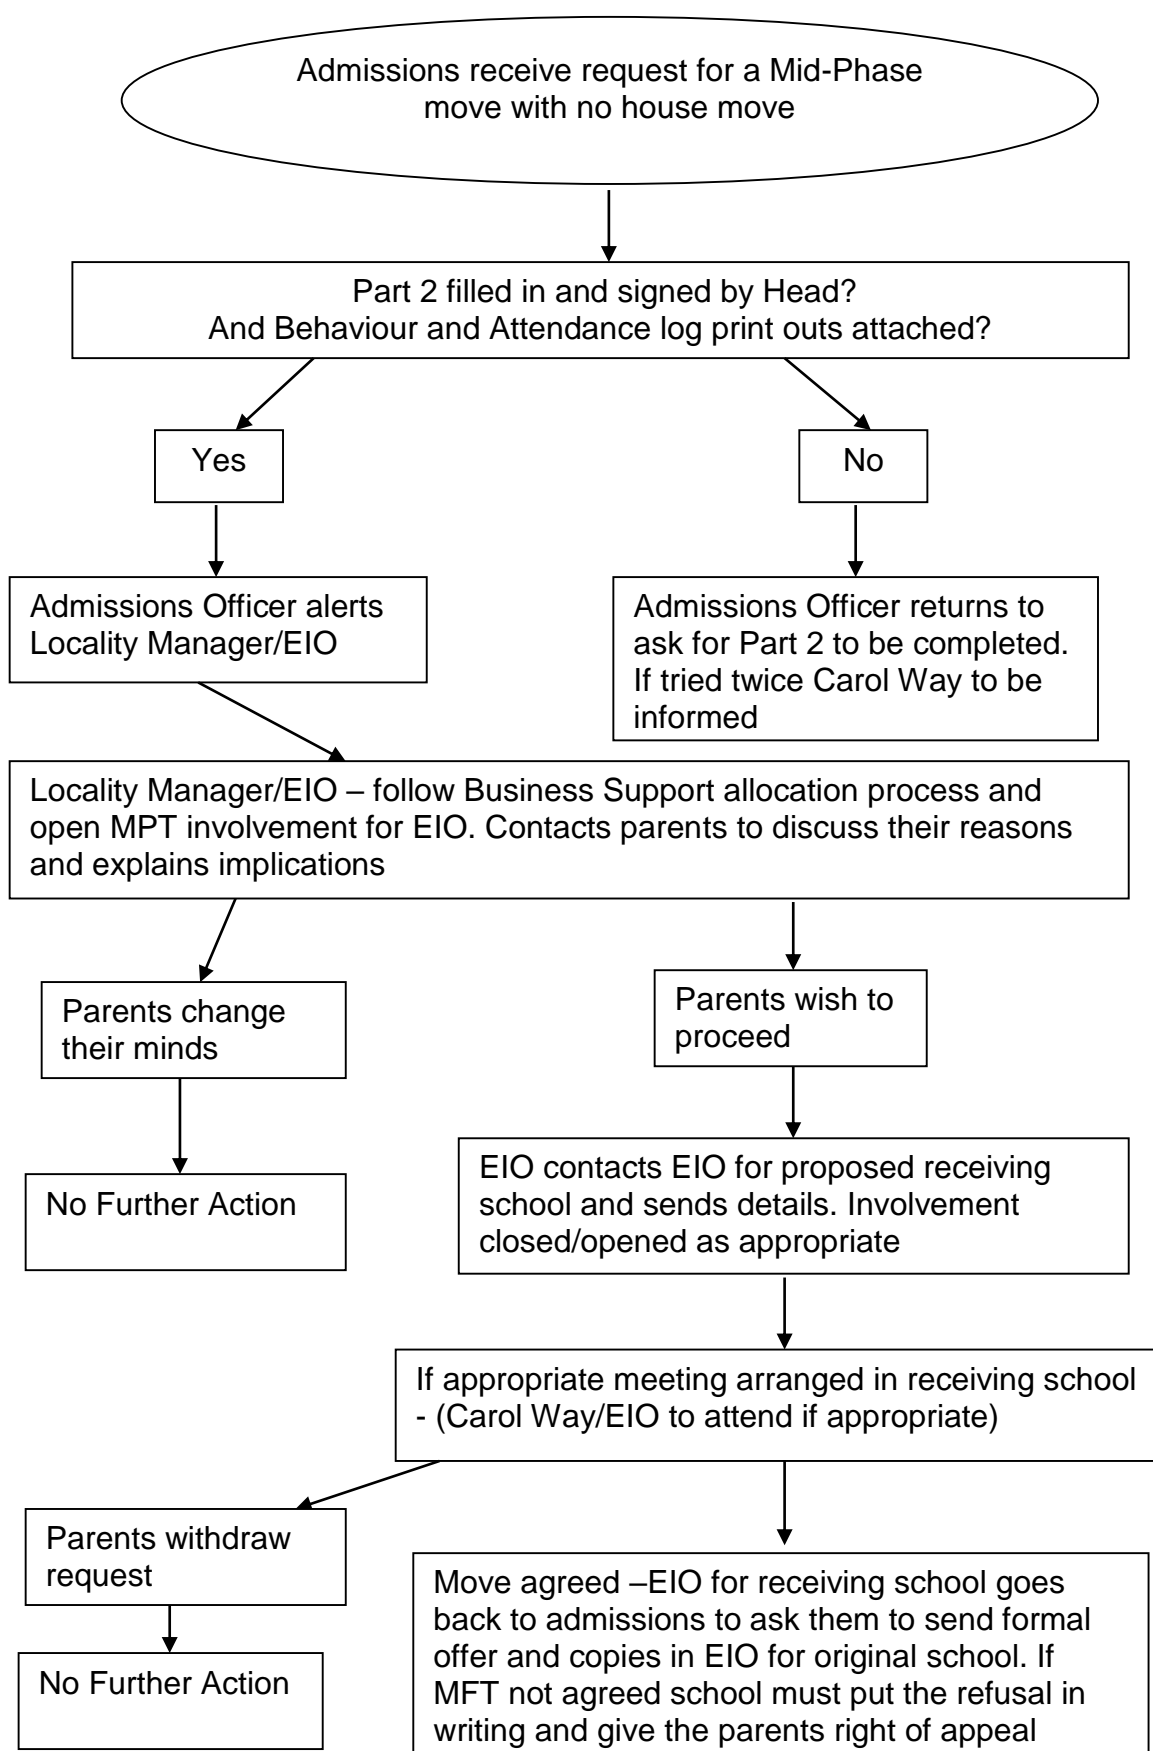 Admissions receive request for a Mid-Phase
move with no house move
Part 2 filled in and signed by Head?
And Behaviour and Attendance log print outs attached?
Yes
No
Admissions Officer alerts
Locality Manager/EIO
Admissions Officer returns to
ask for Part 2 to be completed.
If tried twice Carol Way to be
informed
Locality Manager/EIO – follow Business Support allocation process and
open MPT involvement for EIO. Contacts parents to discuss their reasons
and explains implications
Parents change
their minds
Parents wish to
proceed
No Further Action
EIO contacts EIO for proposed receiving
school and sends details. Involvement
closed/opened as appropriate
If appropriate meeting arranged in receiving school
- (Carol Way/EIO to attend if appropriate)
Parents withdraw
request
No Further Action
Move agreed –EIO for receiving school goes
back to admissions to ask them to send formal
offer and copies in EIO for original school. If
MFT not agreed school must put the refusal in
writing and give the parents right of appeal